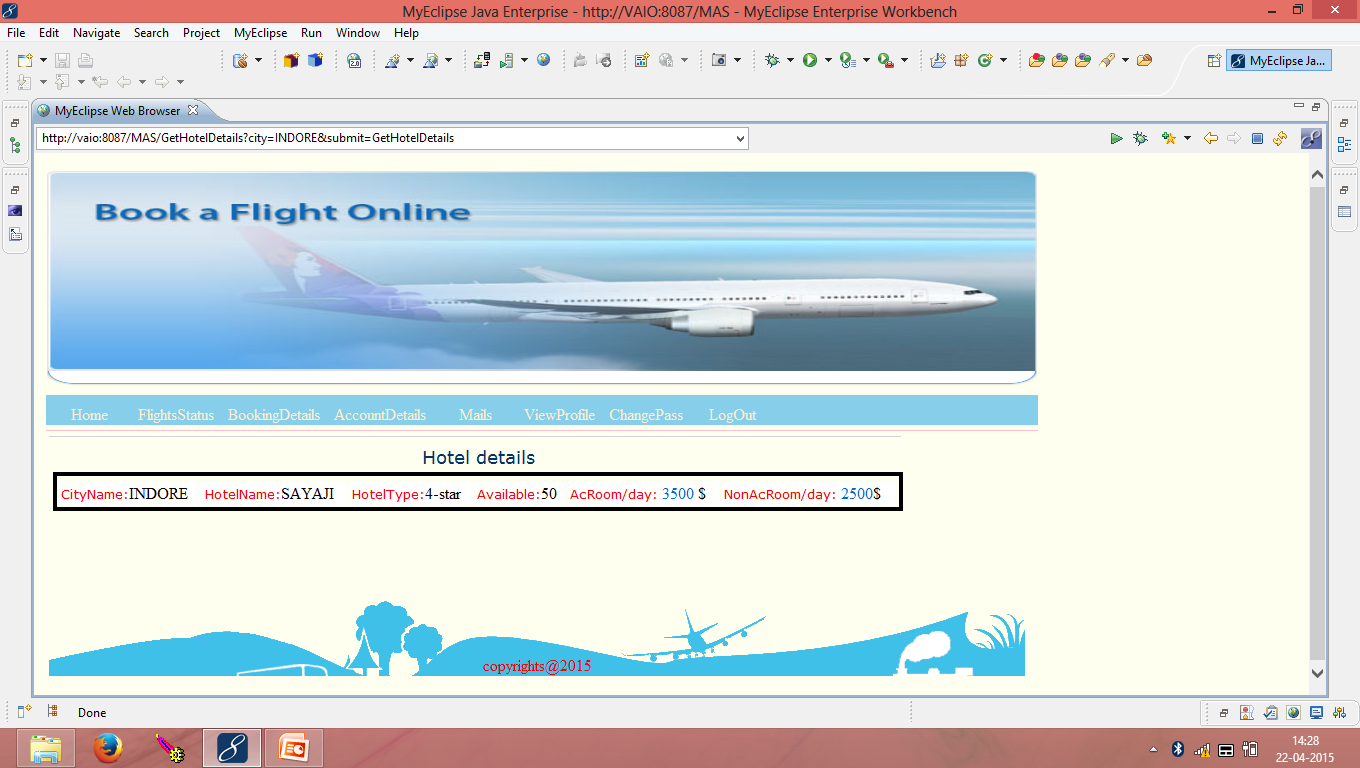 MyEclipse Java Enterprise - http://VAIO:8087/MAS - MyEclipse Enterprise Workbench
File Edit Navigate Search Project MyEclipse Run Window Help
MyEclipse Ja...
MyEclipse Web Browser
http://vaio:8087/MAS/GetHotelDetails?city=INDORE&submit=GetHotelDetails
Book a Flight Online
Home FlightsStatus BookingDetails AccountDetails Mails ViewProfile ChangePass LogOut
Hotel details
CityName:INDORE HotelName:SAYAJI HotelType:4-star Available:50 AcRoom/day: 3500 $ NonAcRoom/day: 2500$
copyrights@2015
Done
14:28
22-04-2015